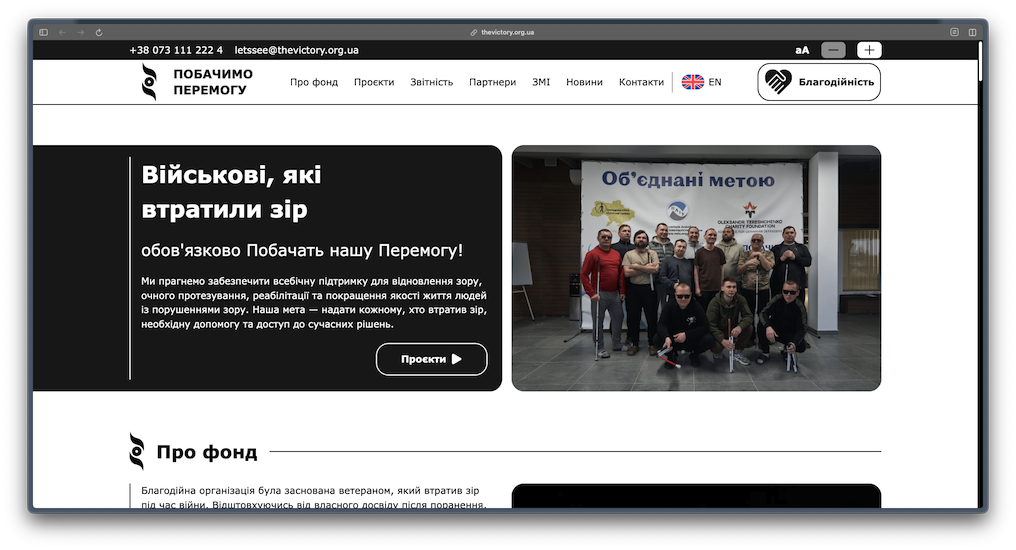 thevictory.org.ua
+38 073 111 222 4 letssee@thevictory.org.ua aA
ПОБАЧИМО
ПЕРЕМОГУ
Про фонд Проєкти Звітність Партнери ЗМІ Новини Контакти EN Благодійність
Військові, які
втратили зір
обов'язково Побачать нашу Перемогу!
Ми прагнемо забезпечити всебічну підтримку для відновлення зору,
очного протезування, реабілітації та покращення якості життя людей
із порушеннями зору. Наша мета — надати кожному, хто втратив зір,
необхідну допомогу та доступ до сучасних рішень.
Проєкти
Об'єднані метою
OLEKSANDR TERESHCHENKO
CHARITY FOUNDATION
Про фонд
Благодійна організація була заснована ветераном, який втратив зір
під час війни. Відштовхуючись від власного досвіду після поранення,